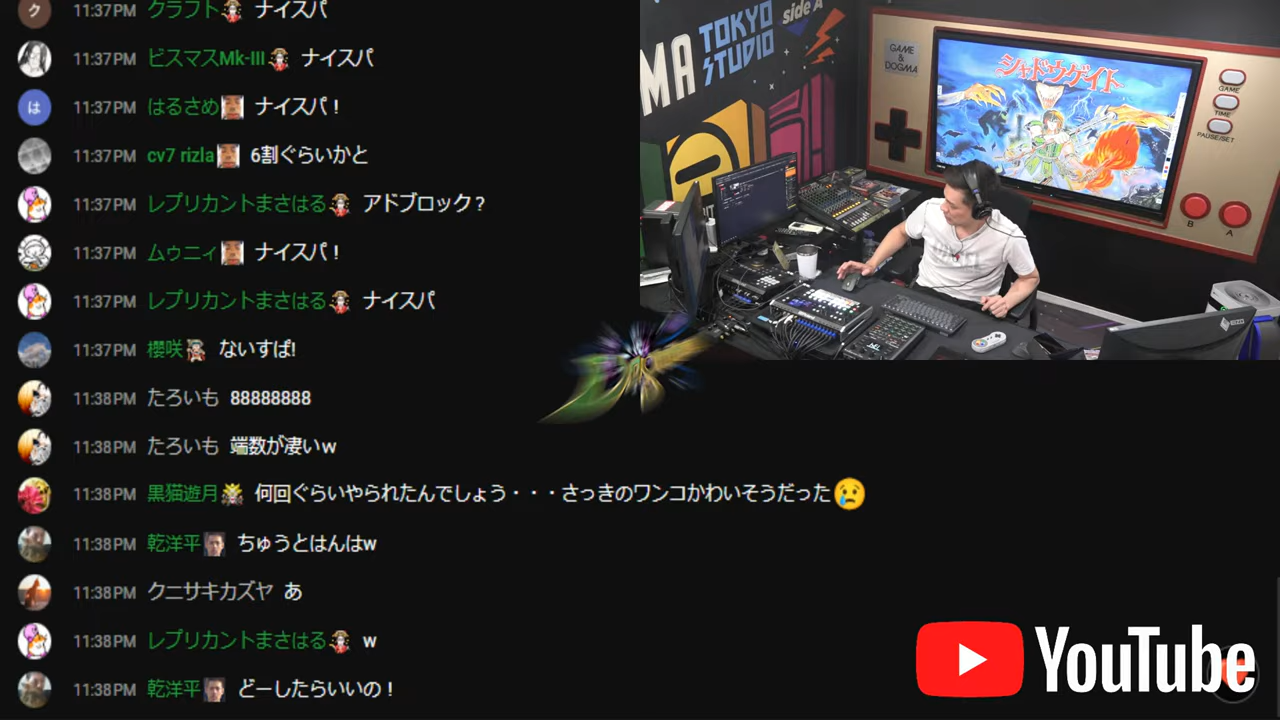 ク 11:37PM クラフト ナイスパ
11:37PM ビスマスMk-III ナイスパ
は 11:37PM はるさめ ナイスパ！
11:37PM cv7 rizla 6割ぐらいかと
11:37PM レプリカントまさはる アドブロック？
11:37PM ムゥニィ ナイスパ！
11:37PM レプリカントまさはる ナイスパ
11:37PM 櫻咲 ないすぱ!
11:38PM たろいも 88888888
11:38PM たろいも 端数が凄いw
11:38PM 黒猫遊月 何回ぐらいやられたんでしょう・・・さっきのワンコかわいそうだった
11:38PM 乾洋平 ちゅうとはんはw
11:38PM クニサキカズヤ あ
11:38PM レプリカントまさはる w
11:38PM 乾洋平 どーしたらいいの！
MA
TOKYO
STUDIO
side A
GAME
&
DOGMA
シャドウゲイト
GAME
TIME
PAUSE/SET
B
A
EIZO
YouTube